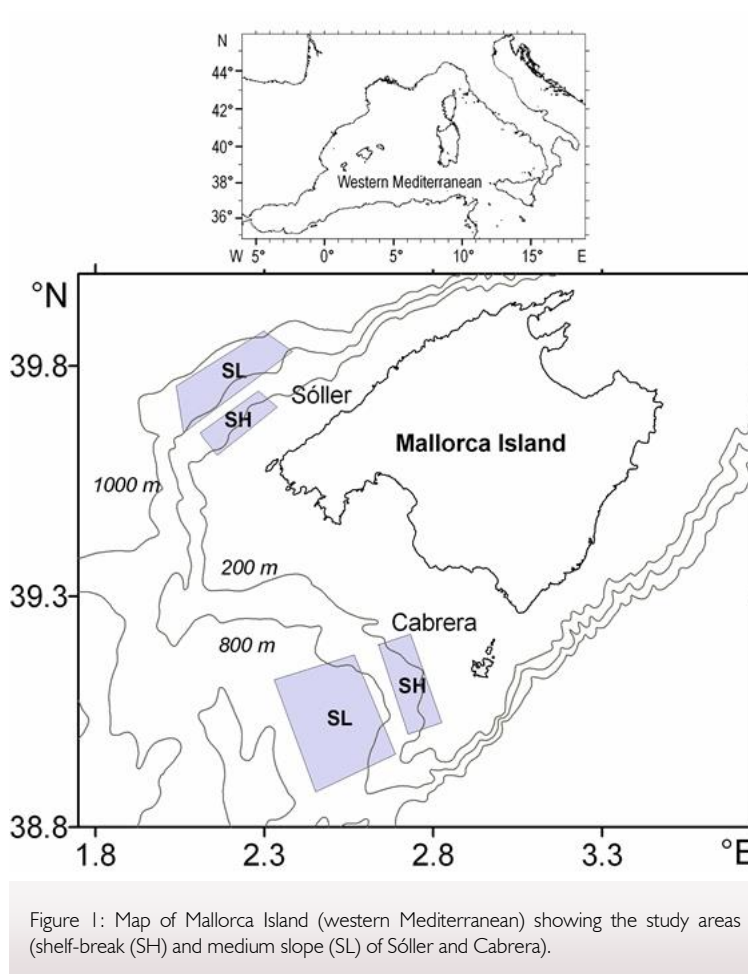 N
44°
42°
40°
38°
36°
Western Mediterranean
W 5° 0° 5° 10° 15° E
°N
39.8
SL
Sóller
SH
Mallorca Island
1000 m
200 m
39.3
Cabrera
800 m
SH
SL
38.8
1.8 2.3 2.8 3.3 °E
Figure 1: Map of Mallorca Island (western Mediterranean) showing the study areas
(shelf-break (SH) and medium slope (SL) of Sóller and Cabrera).